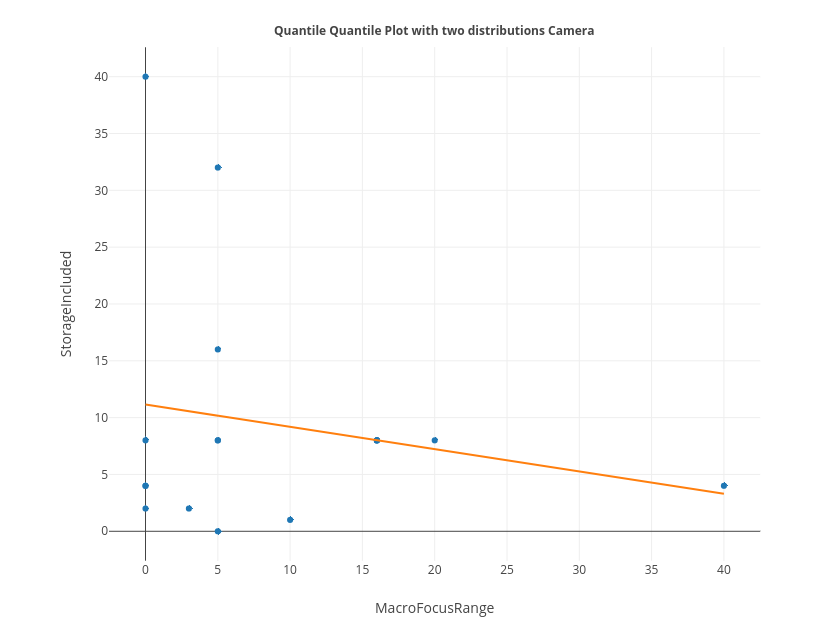 Quantile Quantile Plot with two distributions Camera
40
35
30
25
20
15
10
5
0
StorageIncluded
0 5 10 15 20 25 30 35 40
MacroFocusRange